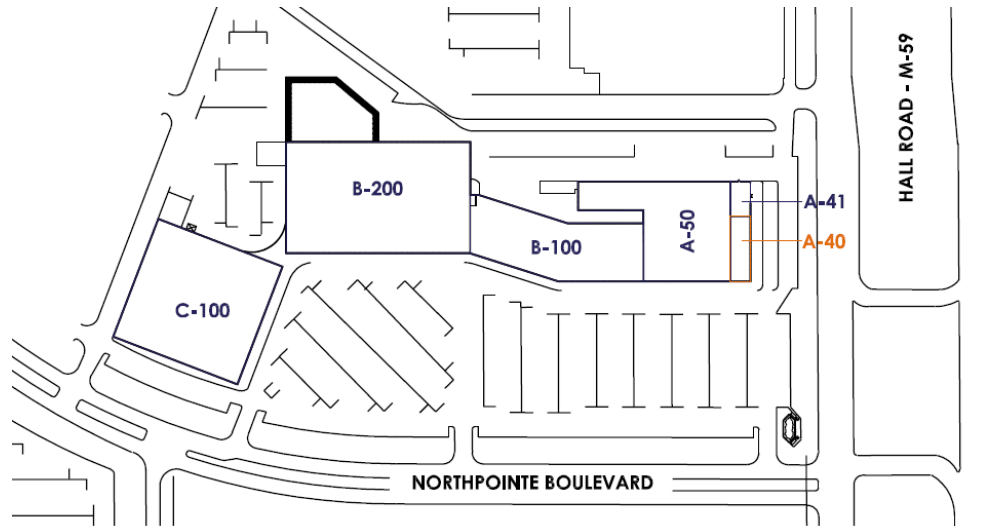 HALL ROAD - M-59
B-200
A-41
A-50
A-40
B-100
C-100
NORTHPOINTE BOULEVARD